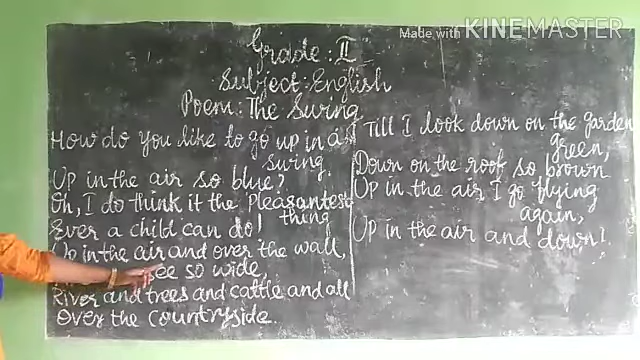 Made with KINEMASTER
Grade : II
Subject : English
Poem : The Swing
How do you like to go up in a
swing.
Up in the air so blue?
Oh, I do think it the Pleasantest
thing
Ever a child can do!
Up in the air and over the wall,
ee so wide,
River and trees and cattle and all
Over the countryside.
Till I look down on the garden
green,
Down on the roof so brown
Up in the air I go flying
again,
Up in the air and down!